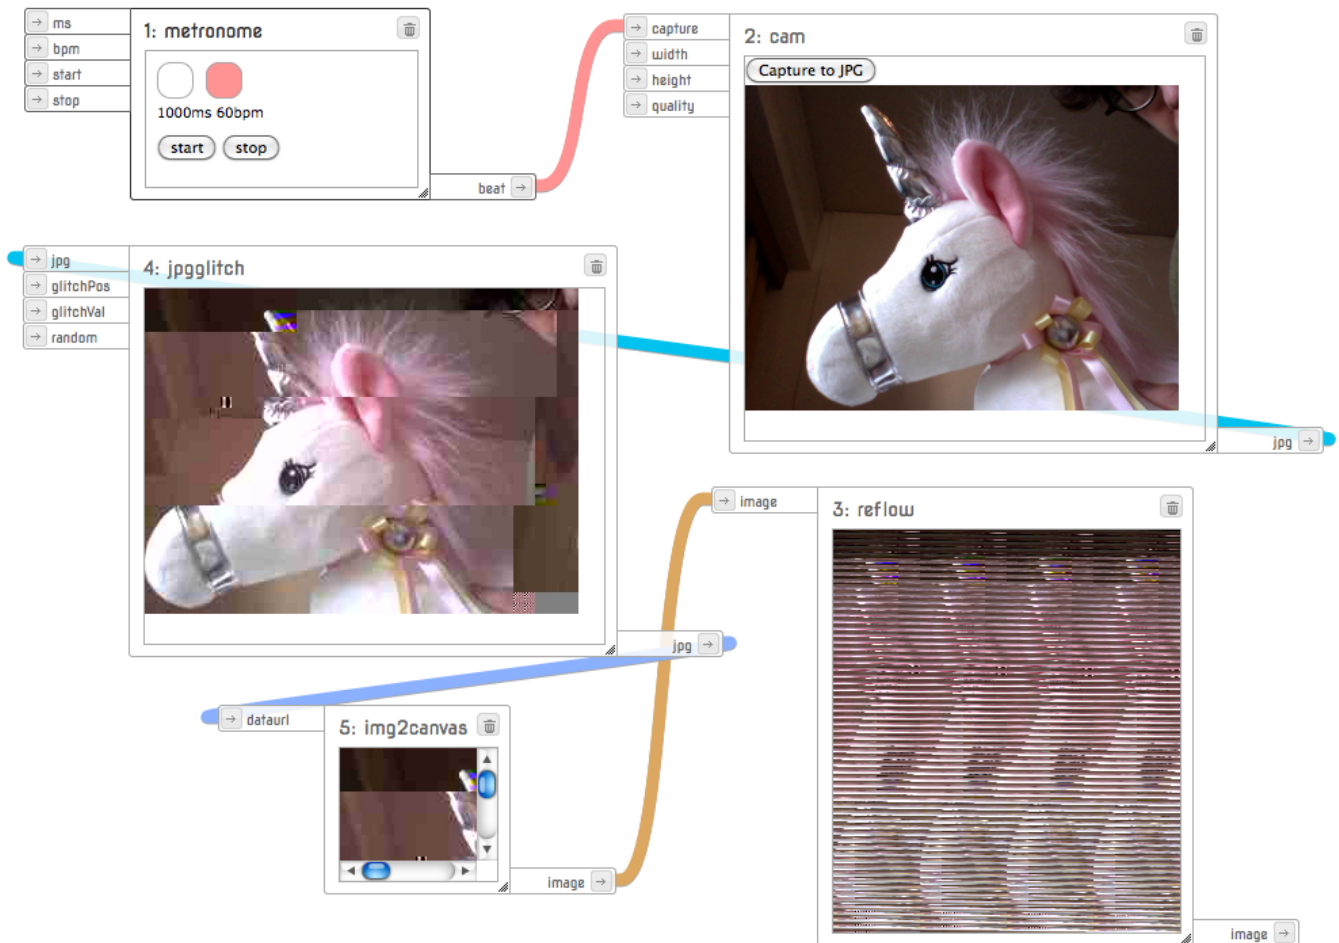 ms
bpm
start
stop
1: metronome
1000ms 60bpm
start stop
beat
capture
width
height
quality
2: cam
Capture to JPG
jpg
jpg
glitchPos
glitchVal
random
4: jpgglitch
jpg
image
3: reflow
image
dataurl
5: img2canvas
image